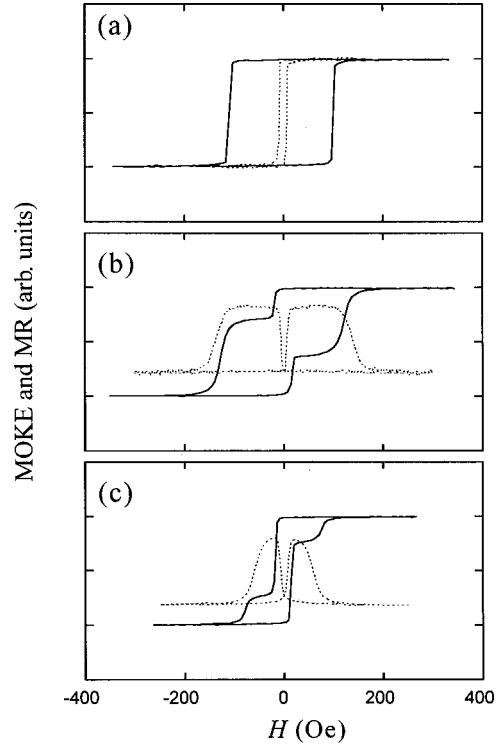 (a)
(b)
(c)
MOKE and MR (arb. units)
-400 -200 0 200 400
H (Oe)